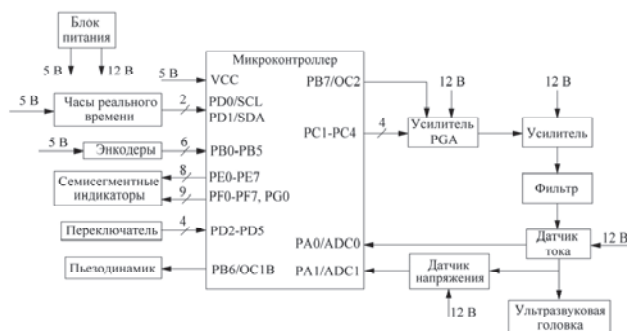 Блок
питания
5 В
12 В
5 В
Часы реального
времени
2
5 В
Энкодеры
6
Семисегментные
индикаторы
8
9
Переключатель
4
Пьезодинамик
Микроконтроллер
5 В
VCC
PD0/SCL
PD1/SDA
PB0-PB5
PE0-PE7
PF0-PF7, PG0
PD2-PD5
PB6/OC1B
PB7/OC2
PC1-PC4
PA0/ADC0
PA1/ADC1
4
12 В
Усилитель
PGA
12 В
Усилитель
Фильтр
Датчик
тока
12 В
Датчик
напряжения
12 В
Ультразвуковая
головка